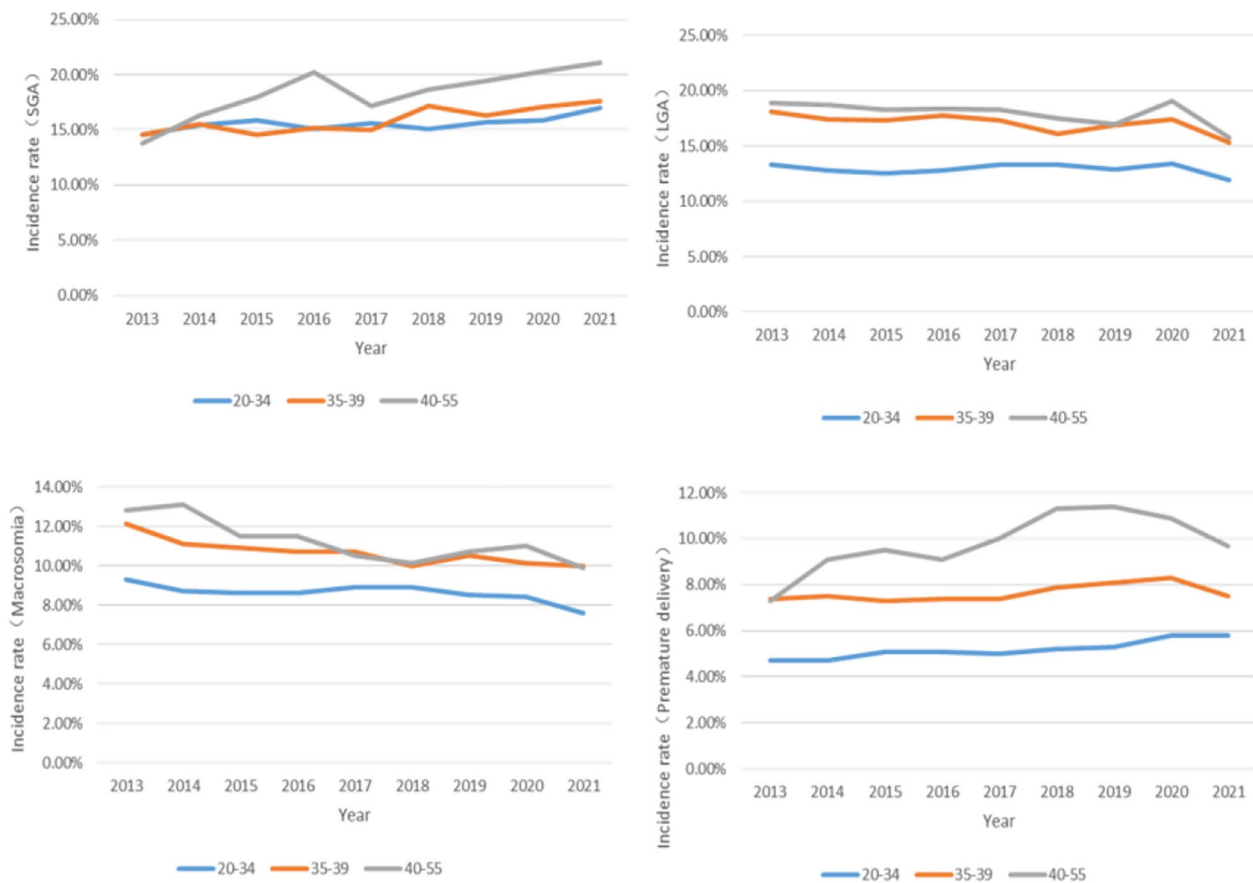 25.00%
20.00%
15.00%
10.00%
5.00%
0.00%
Incidence rate（SGA）
2013 2014 2015 2016 2017 2018 2019 2020 2021
Year
20-34 35-39 40-55
25.00%
20.00%
15.00%
10.00%
5.00%
0.00%
Incidence rate（LGA）
2013 2014 2015 2016 2017 2018 2019 2020 2021
Year
20-34 35-39 40-55
14.00%
12.00%
10.00%
8.00%
6.00%
4.00%
2.00%
0.00%
Incidence rate（Macrosomia）
2013 2014 2015 2016 2017 2018 2019 2020 2021
Year
20-34 35-39 40-55
12.00%
10.00%
8.00%
6.00%
4.00%
2.00%
0.00%
Incidence rate（Premature delivery）
2013 2014 2015 2016 2017 2018 2019 2020 2021
Year
20-34 35-39 40-55